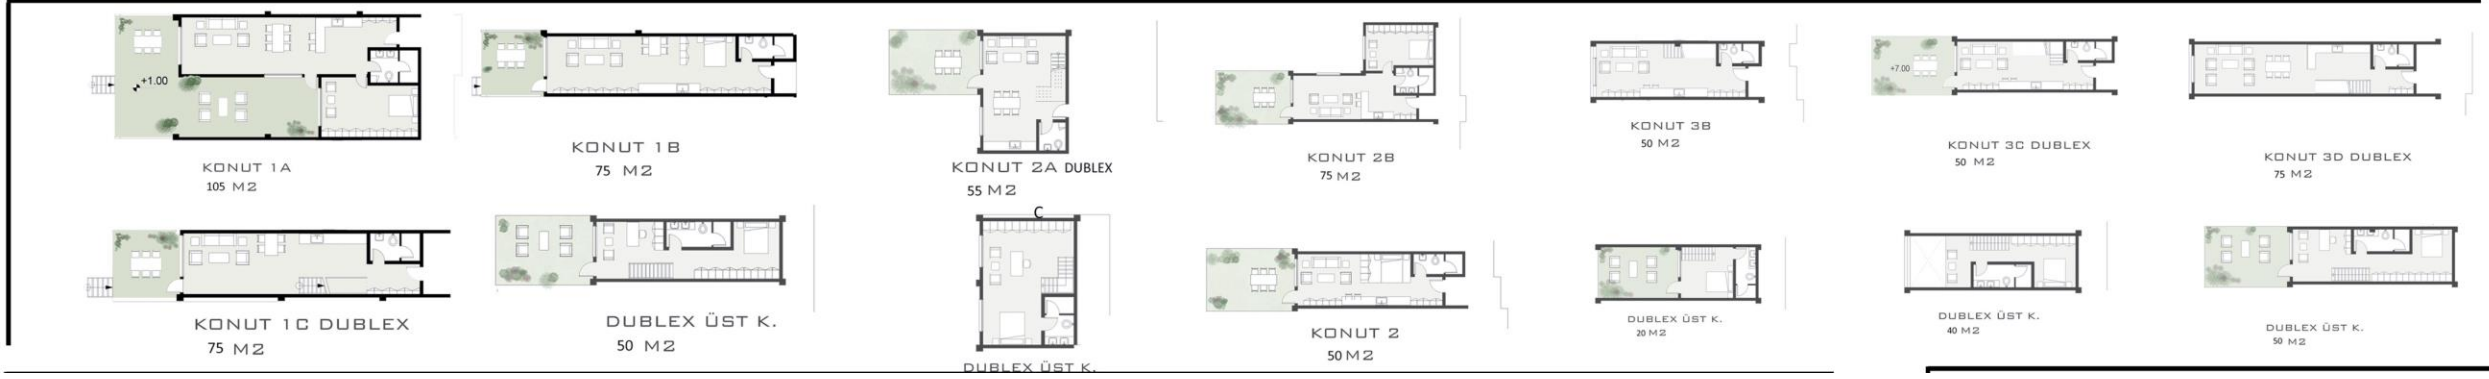 +1.00
KONUT 1A
105 M2
KONUT 1B
75 M2
KONUT 2A DUBLEX
55 M2
KONUT 2B
75 M2
KONUT 3B
50 M2
+7.00
KONUT 3C DUBLEX
50 M2
KONUT 3D DUBLEX
75 M2
KONUT 1C DUBLEX
75 M2
DUBLEX ÜST K.
50 M2
C
DUBLEX ÜST K.
KONUT 2
50 M2
DUBLEX ÜST K.
20 M2
DUBLEX ÜST K.
40 M2
DUBLEX ÜST K.
50 M2